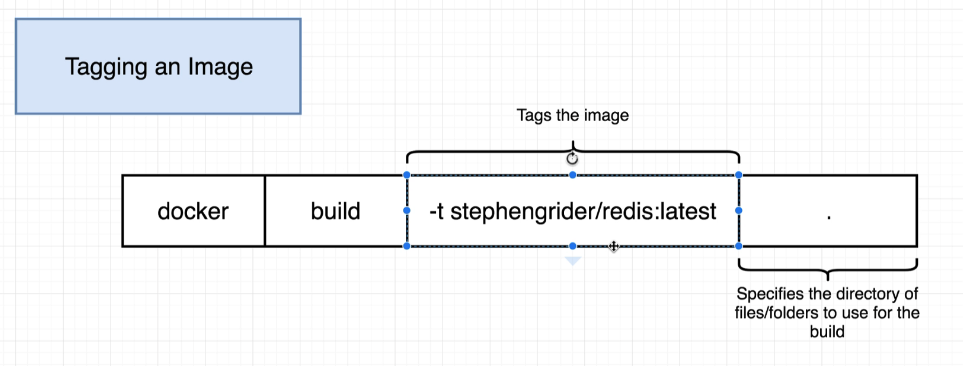 Tagging an Image
Tags the image
docker
build
-t stephengrider/redis:latest
.
Specifies the directory of
files/folders to use for the
build